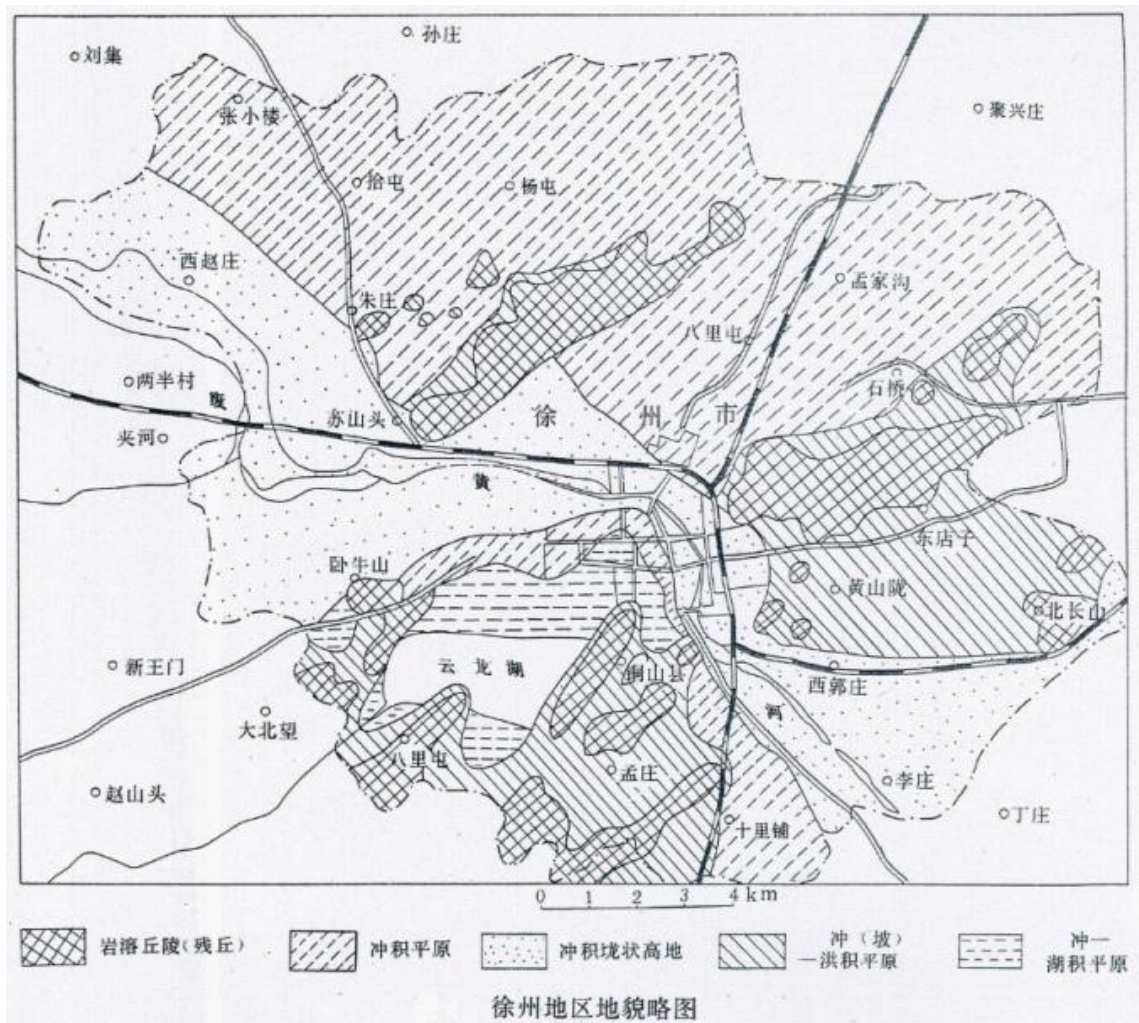 刘集
孙庄
聚兴庄
张小楼
拾屯
杨屯
西赵庄
孟家沟
朱庄
八里屯
两半村
废
石桥
苏山头
徐州市
夹河
黄
东店子
卧牛山
黄山陇
北长山
新王门
云龙湖
铜山县
西郭庄
大北望
河
八里屯
孟庄
李庄
赵山头
十里铺
丁庄
0 1 2 3 4 km
岩溶丘陵(残丘)
冲积平原
冲积垅状高地
冲(坡)
一洪积平原
冲一
湖积平原
徐州地区地貌略图